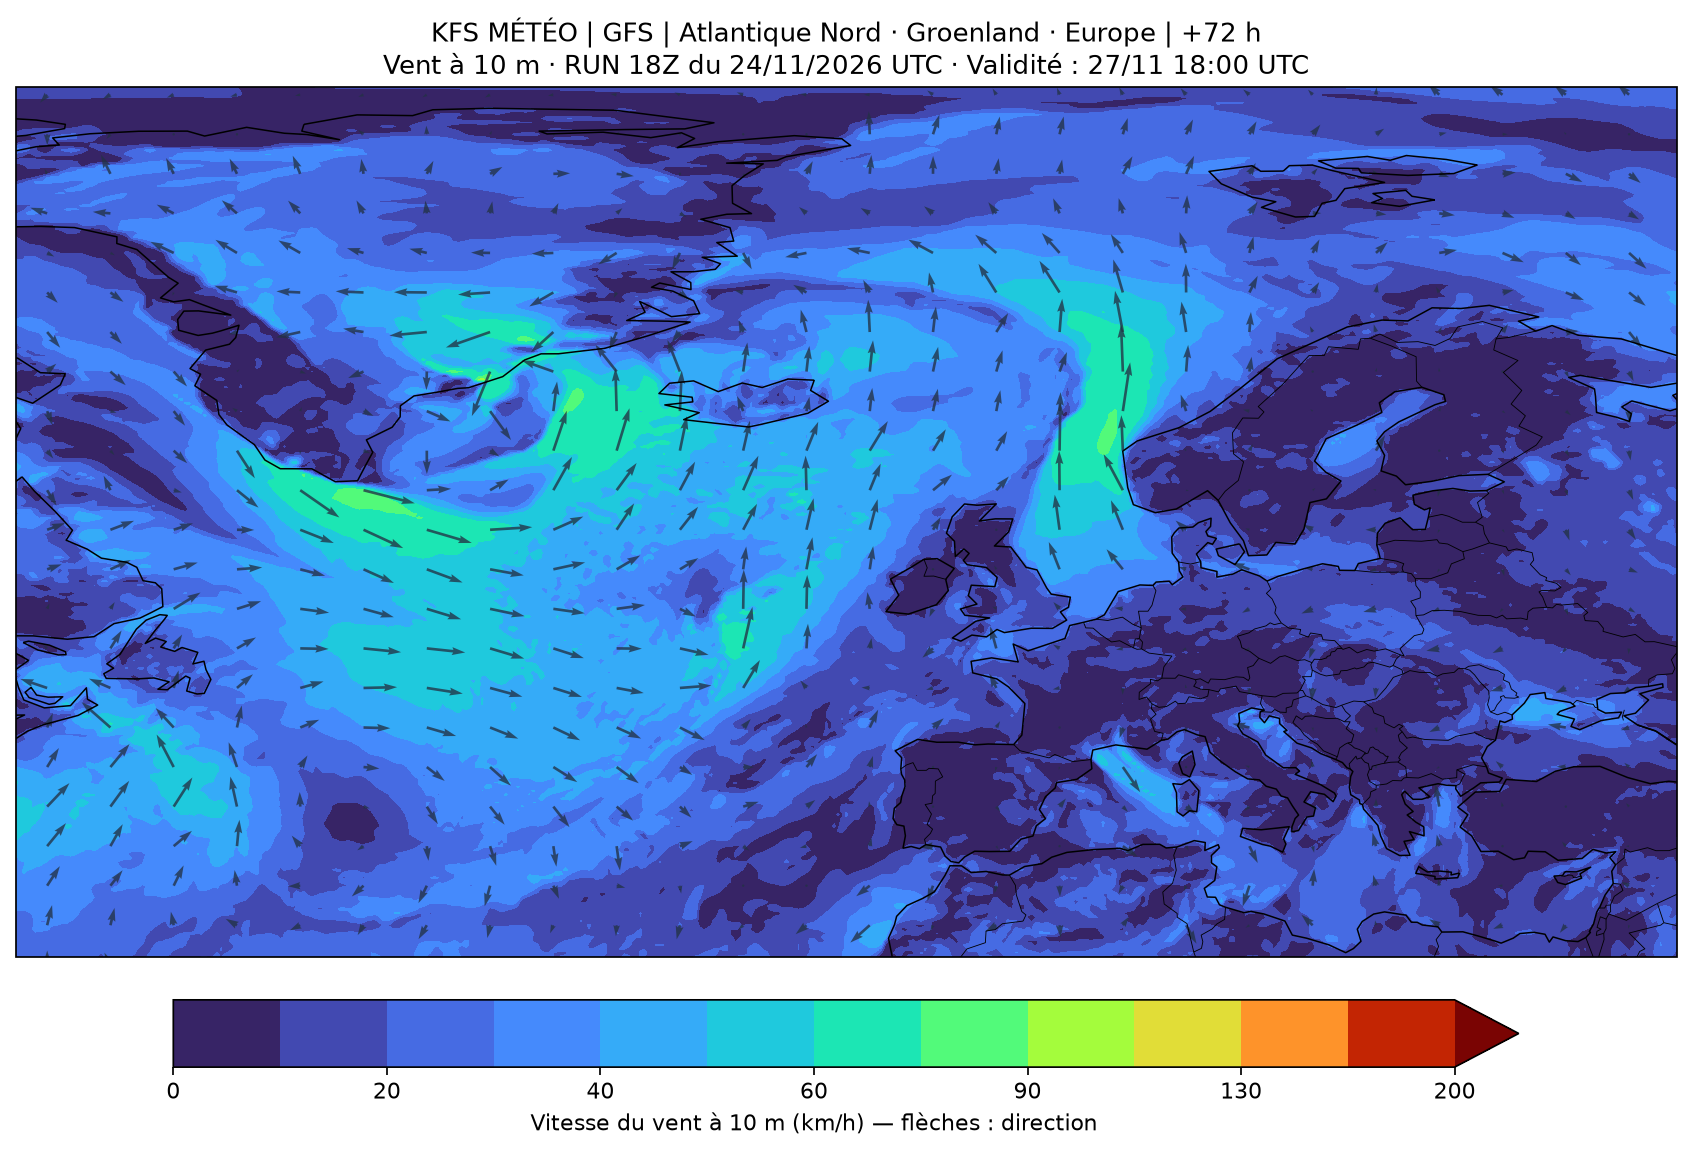 KFS MÉTÉO | GFS | Atlantique Nord · Groenland · Europe | +72 h
Vent à 10 m · RUN 18Z du 24/11/2026 UTC · Validité : 27/11 18:00 UTC
0 20 40 60 90 130 200
Vitesse du vent à 10 m (km/h) — flèches : direction